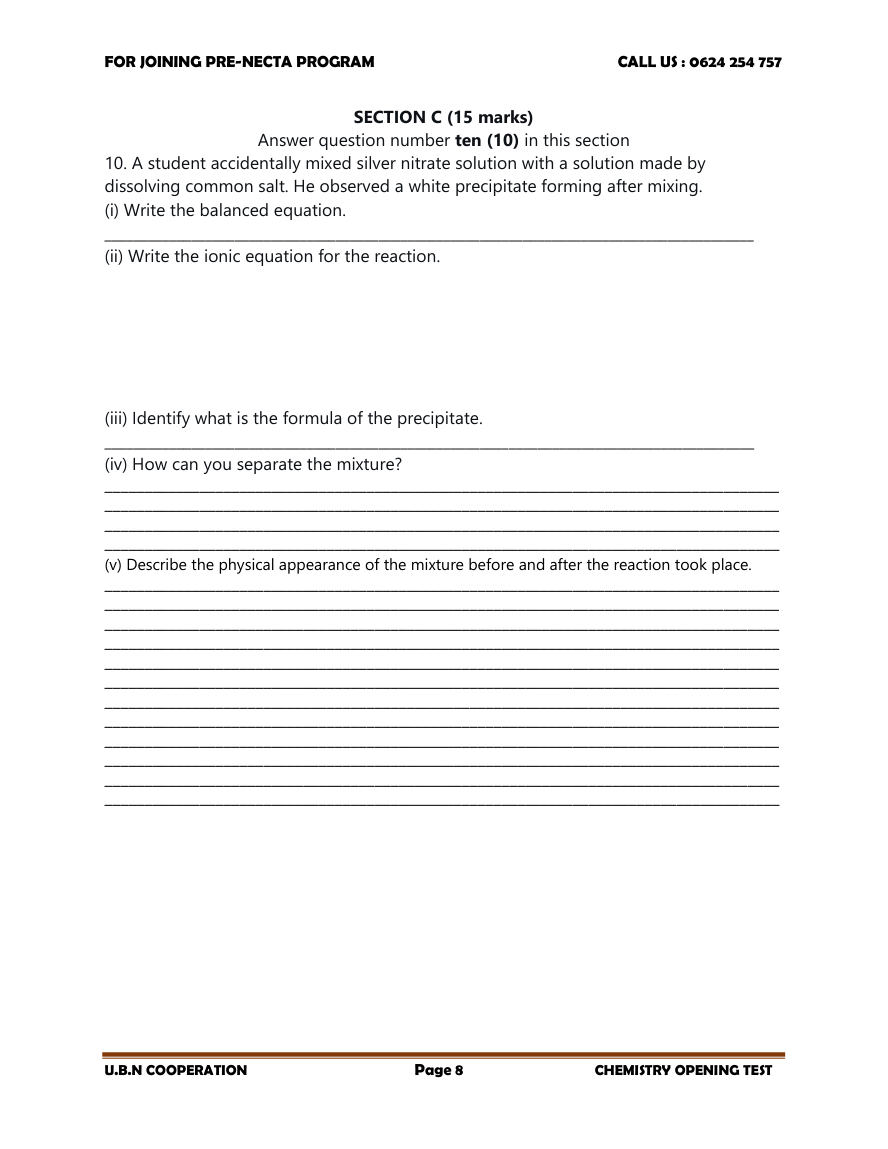 FOR JOINING PRE-NECTA PROGRAM CALL US : 0624 254 757
SECTION C (15 marks)
Answer question number ten (10) in this section
10. A student accidentally mixed silver nitrate solution with a solution made by
dissolving common salt. He observed a white precipitate forming after mixing.
(i) Write the balanced equation.
(ii) Write the ionic equation for the reaction.
(iii) Identify what is the formula of the precipitate.
(iv) How can you separate the mixture?
(v) Describe the physical appearance of the mixture before and after the reaction took place.
U.B.N COOPERATION Page 8 CHEMISTRY OPENING TEST